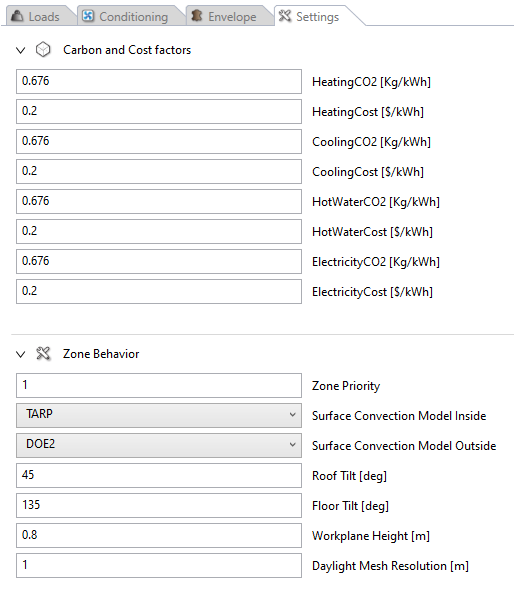 Loads Conditioning Envelope Settings
Carbon and Cost factors
0.676 HeatingCO2 [Kg/kWh]
0.2 HeatingCost [$/kWh]
0.676 CoolingCO2 [Kg/kWh]
0.2 CoolingCost [$/kWh]
0.676 HotWaterCO2 [Kg/kWh]
0.2 HotWaterCost [$/kWh]
0.676 ElectricityCO2 [Kg/kWh]
0.2 ElectricityCost [$/kWh]
Zone Behavior
1 Zone Priority
TARP Surface Convection Model Inside
DOE2 Surface Convection Model Outside
45 Roof Tilt [deg]
135 Floor Tilt [deg]
0.8 Workplane Height [m]
1 Daylight Mesh Resolution [m]